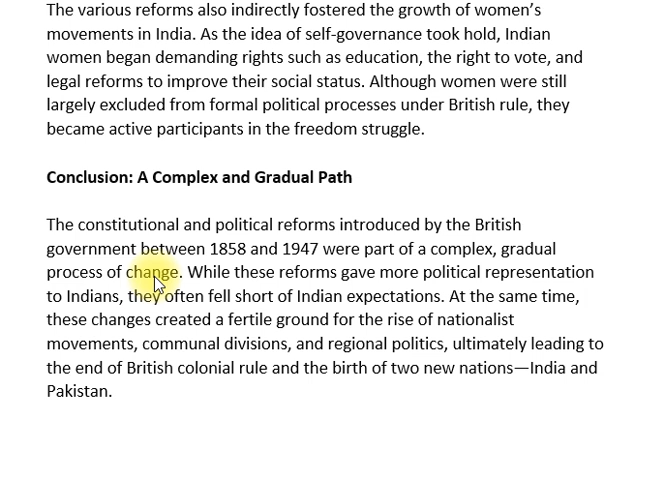 The various reforms also indirectly fostered the growth of women’s
movements in India. As the idea of self-governance took hold, Indian
women began demanding rights such as education, the right to vote, and
legal reforms to improve their social status. Although women were still
largely excluded from formal political processes under British rule, they
became active participants in the freedom struggle.
Conclusion: A Complex and Gradual Path
The constitutional and political reforms introduced by the British
government between 1858 and 1947 were part of a complex, gradual
process of change. While these reforms gave more political representation
to Indians, they often fell short of Indian expectations. At the same time,
these changes created a fertile ground for the rise of nationalist
movements, communal divisions, and regional politics, ultimately leading to
the end of British colonial rule and the birth of two new nations—India and
Pakistan.